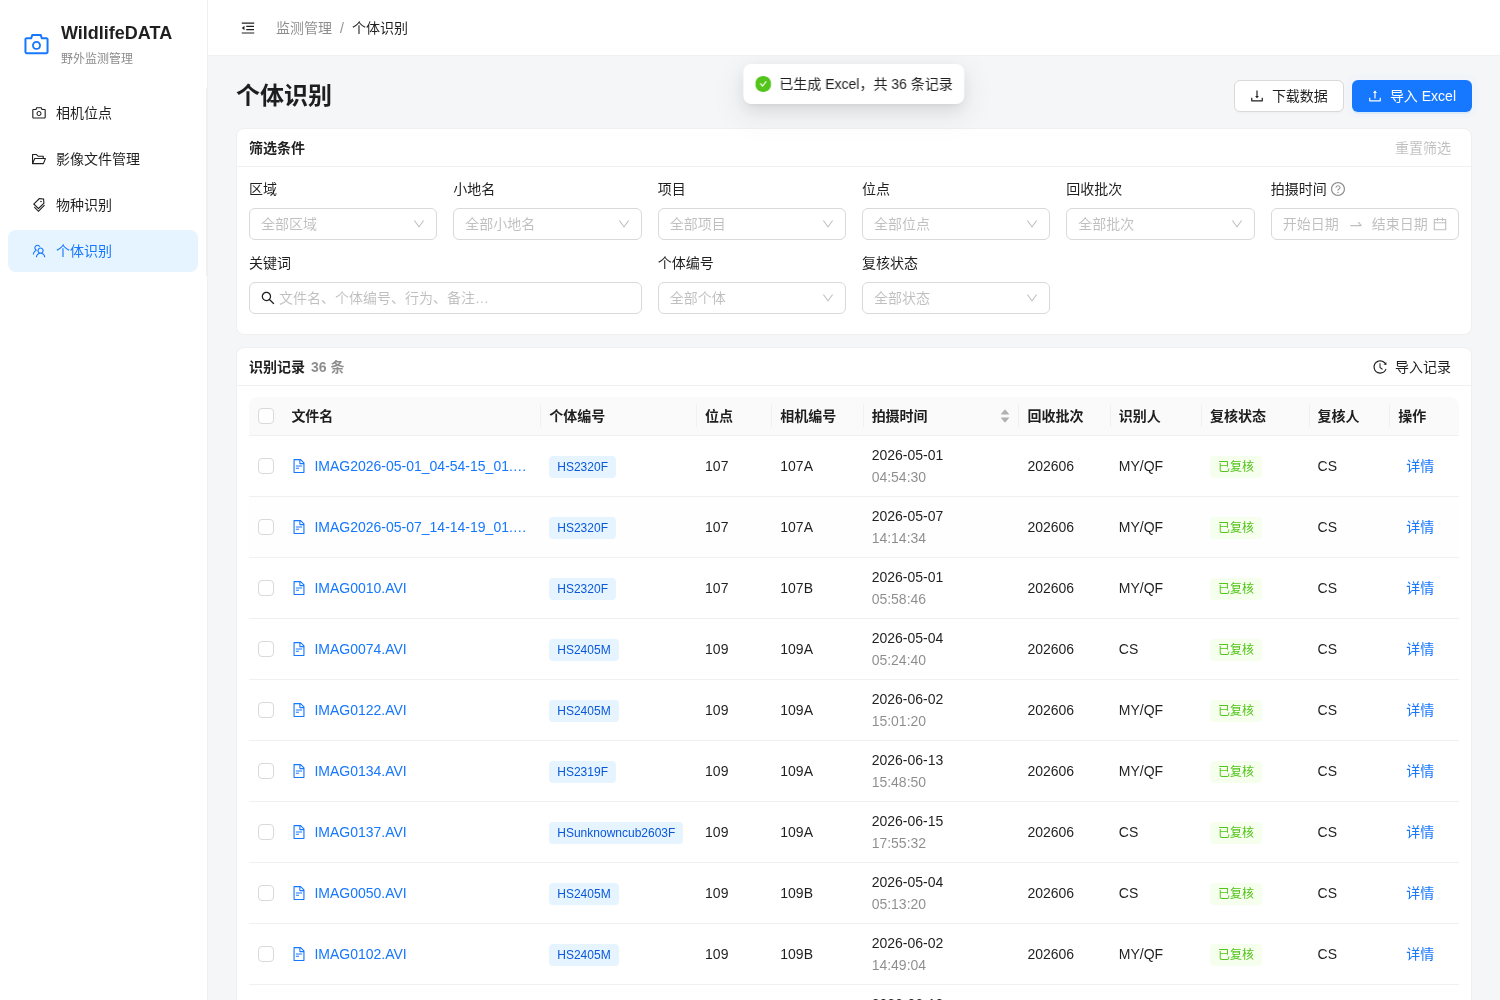 WildlifeDATA
野外监测管理
相机位点
影像文件管理
物种识别
个体识别
监测管理 / 个体识别
个体识别
已生成 Excel，共 36 条记录
下载数据
导入 Excel
筛选条件
重置筛选
区域 小地名 项目 位点 回收批次 拍摄时间
全部区域 全部小地名 全部项目 全部位点 全部批次 开始日期 → 结束日期
关键词 个体编号 复核状态
文件名、个体编号、行为、备注... 全部个体 全部状态
识别记录 36 条
导入记录
文件名 个体编号 位点 相机编号 拍摄时间 回收批次 识别人 复核状态 复核人 操作
IMAG2026-05-01_04-54-15_01.... HS2320F 107 107A 2026-05-01 04:54:30 202606 MY/QF 已复核 CS 详情
IMAG2026-05-07_14-14-19_01.... HS2320F 107 107A 2026-05-07 14:14:34 202606 MY/QF 已复核 CS 详情
IMAG0010.AVI HS2320F 107 107B 2026-05-01 05:58:46 202606 MY/QF 已复核 CS 详情
IMAG0074.AVI HS2405M 109 109A 2026-05-04 05:24:40 202606 CS 已复核 CS 详情
IMAG0122.AVI HS2405M 109 109A 2026-06-02 15:01:20 202606 MY/QF 已复核 CS 详情
IMAG0134.AVI HS2319F 109 109A 2026-06-13 15:48:50 202606 MY/QF 已复核 CS 详情
IMAG0137.AVI HSunknowncub2603F 109 109A 2026-06-15 17:55:32 202606 CS 已复核 CS 详情
IMAG0050.AVI HS2405M 109 109B 2026-05-04 05:13:20 202606 CS 已复核 CS 详情
IMAG0102.AVI HS2405M 109 109B 2026-06-02 14:49:04 202606 MY/QF 已复核 CS 详情